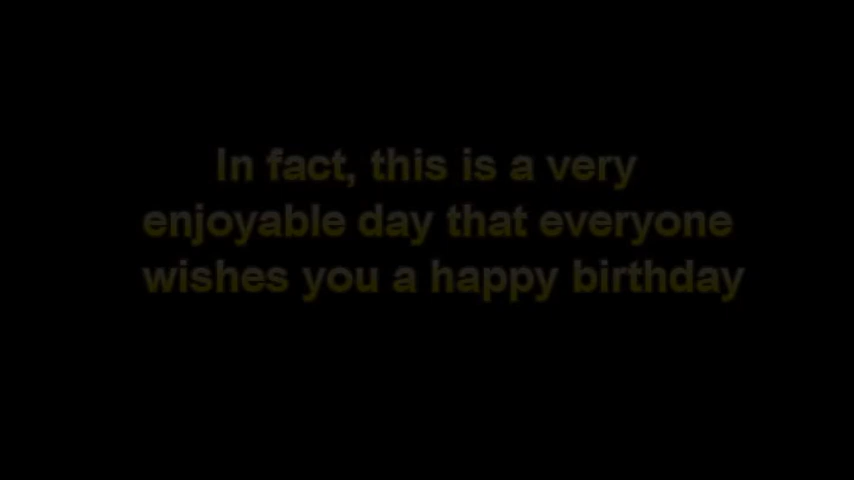 In fact, this is a very
enjoyable day that everyone
wishes you a happy birthday